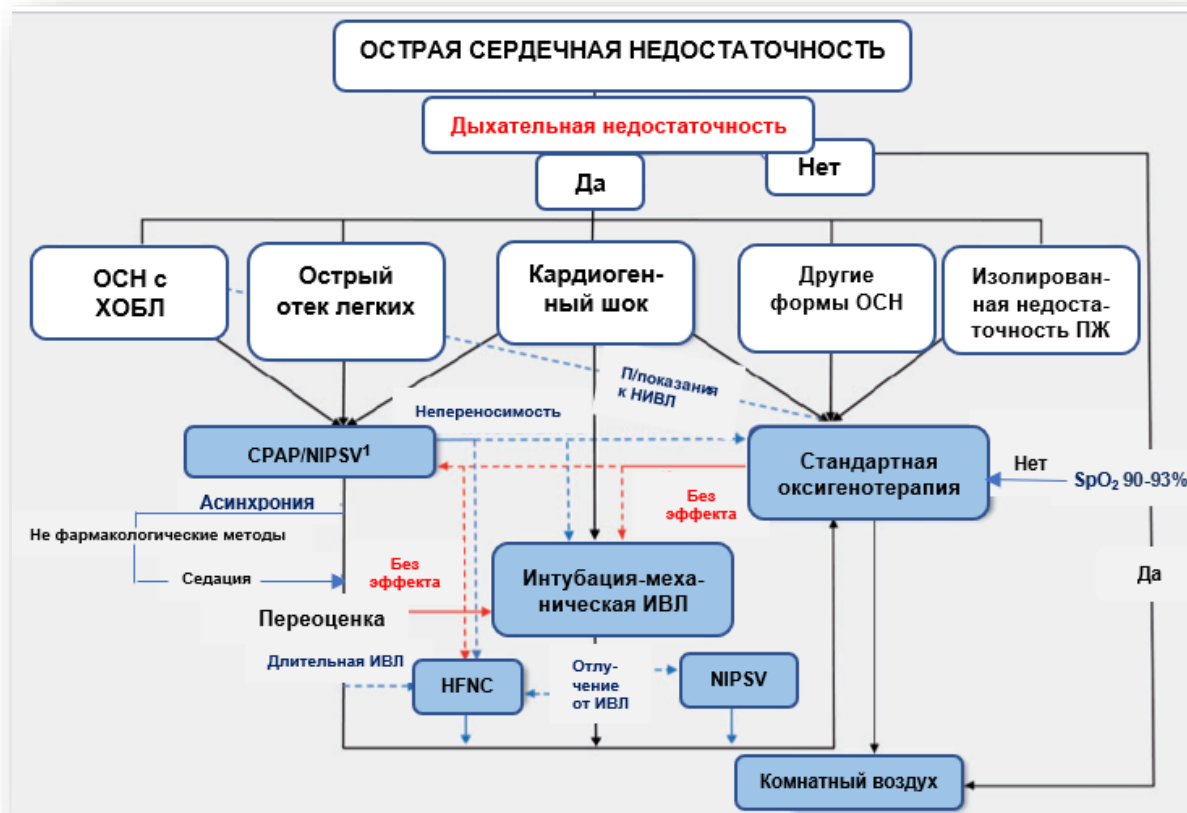 ОСТРАЯ СЕРДЕЧНАЯ НЕДОСТАТОЧНОСТЬ
Дыхательная недостаточность
Да
Нет
ОСН с
ХОБЛ
Острый
отек легких
Кардиоген-
ный шок
Другие
формы ОСН
Изолирован-
ная недоста-
точность ПЖ
П/показания
к НИВЛ
Непереносимость
CPAP/NIPSV¹
Стандартная
оксигенотерапия
Нет
SpO₂ 90-93%
Асинхрония
Не фармакологические методы
Седация
Без
эффекта
Без
эффекта
Интубация-меха-
ническая ИВЛ
Да
Переоценка
Длительная ИВЛ
HFNC
Отлу-
чение
от ИВЛ
NIPSV
Комнатный воздух